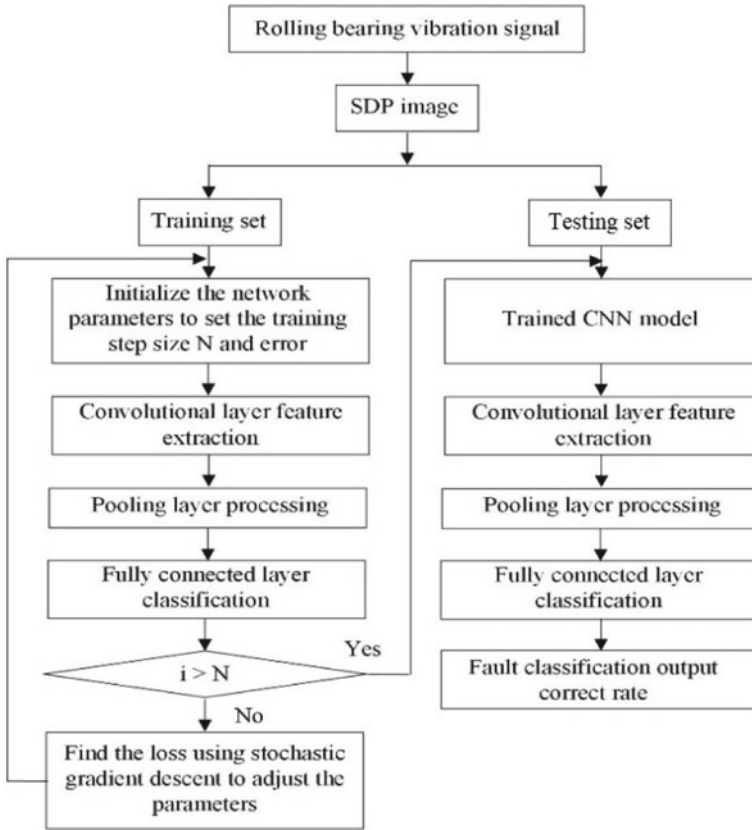 Rolling bearing vibration signal
SDP image
Training set
Initialize the network
parameters to set the training
step size N and error
Convolutional layer feature
extraction
Pooling layer processing
Fully connected layer
classification
i > N
Yes
No
Find the loss using stochastic
gradient descent to adjust the
parameters
Testing set
Trained CNN model
Convolutional layer feature
extraction
Pooling layer processing
Fully connected layer
classification
Fault classification output
correct rate